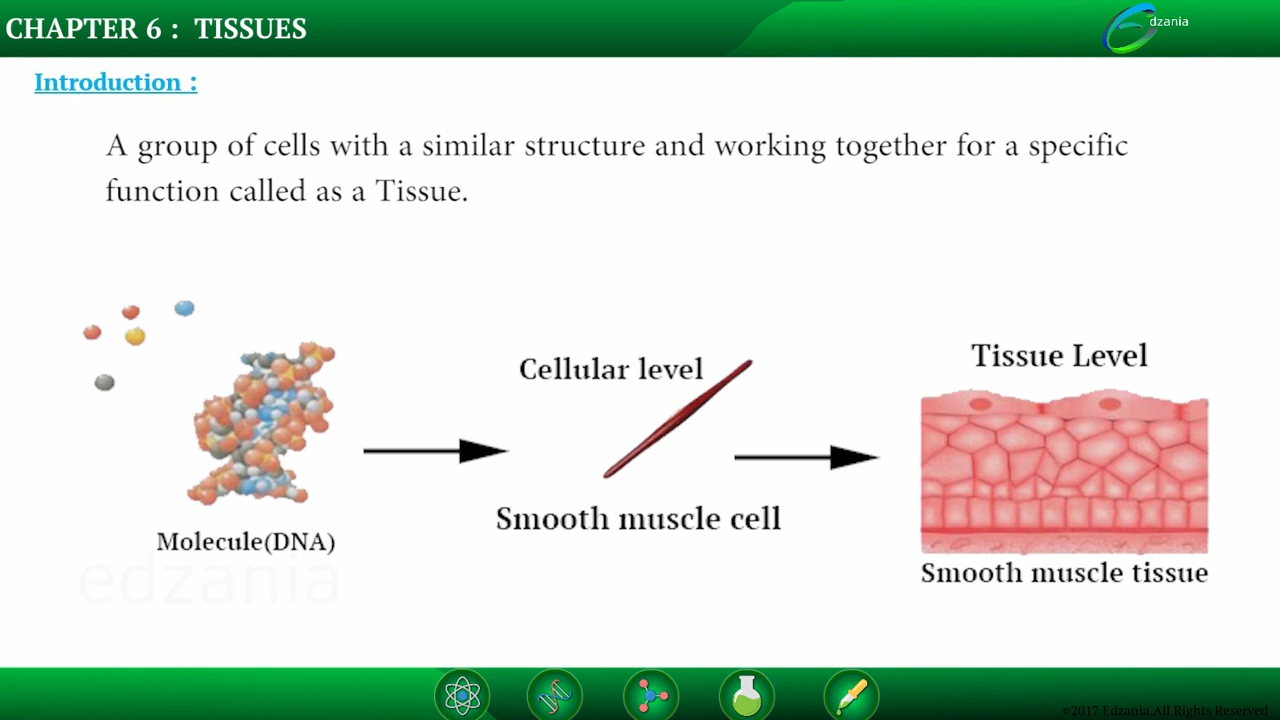 CHAPTER 6 : TISSUES
dzania
Introduction :
A group of cells with a similar structure and working together for a specific
function called as a Tissue.
Cellular level
Tissue Level
Smooth muscle cell
Molecule(DNA)
Smooth muscle tissue
edzania
©2017 Edzania.All Rights Reserved